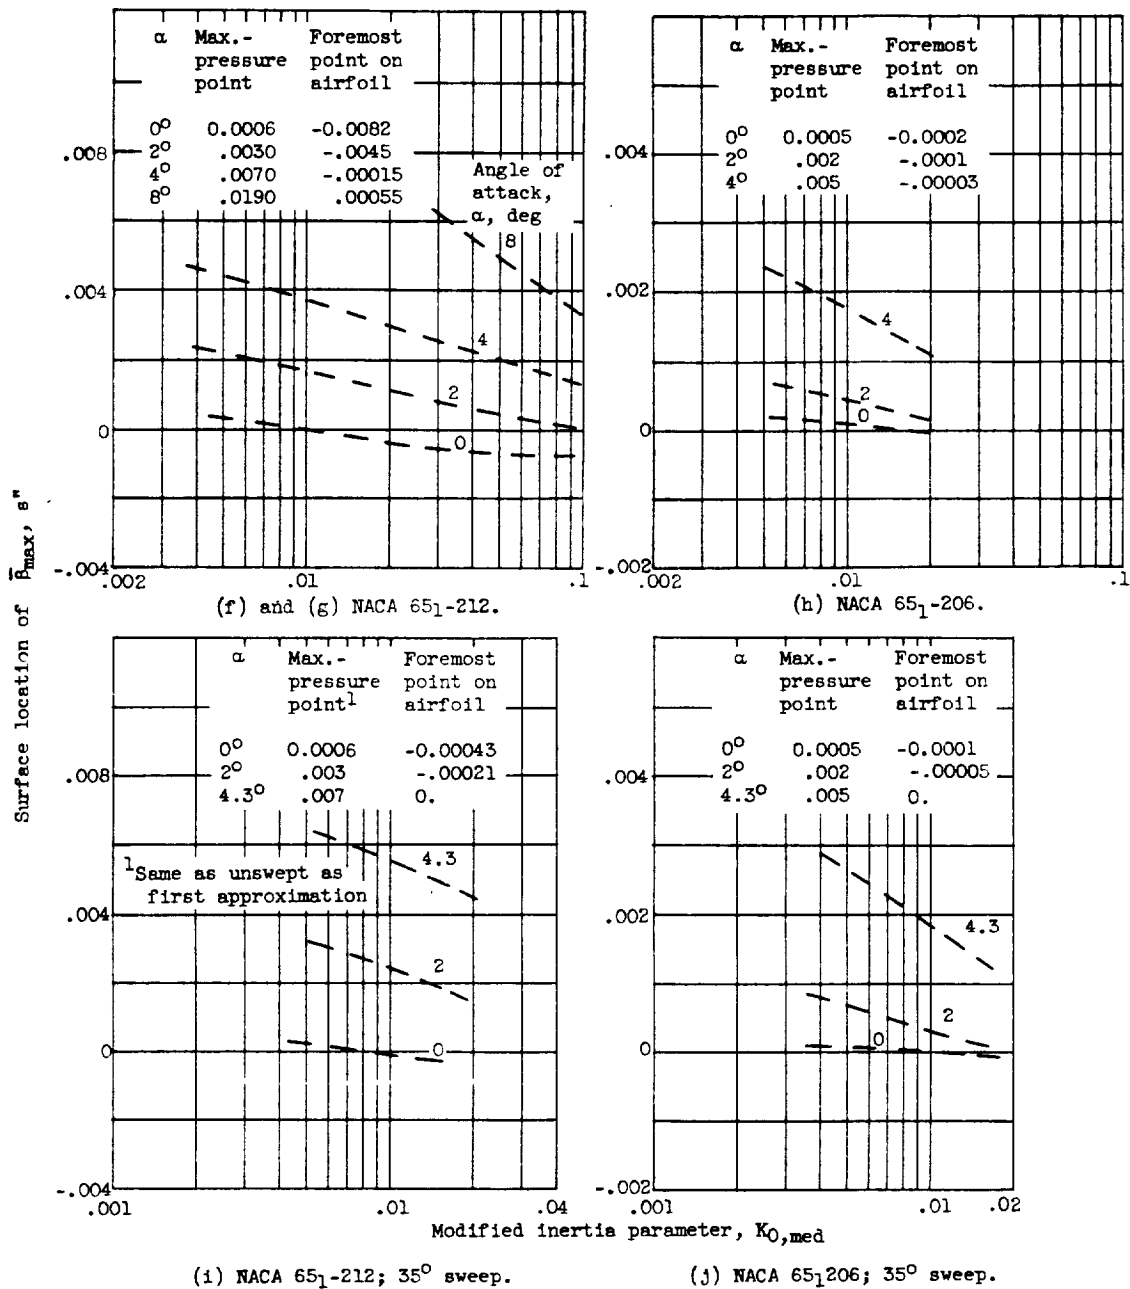 α Max.- Foremost
pressure point on
point airfoil
0° 0.0006 -0.0082
2° .0030 -.0045
4° .0070 -.00015
8° .0190 .00055
Angle of
attack,
α, deg
8
4
2
0
.008
.004
0
-.004
.002 .01 .1
(f) and (g) NACA 65₁-212.
α Max.- Foremost
pressure point on
point airfoil
0° 0.0005 -0.0002
2° .002 -.0001
4° .005 -.00003
4
2
0
.004
.002
0
-.002
.002 .01 .1
(h) NACA 65₁-206.
Surface location of β̄max, s"
α Max.- Foremost
pressure point on
point¹ airfoil
0° 0.0006 -0.00043
2° .003 -.00021
4.3° .007 0.
¹Same as unswept as
first approximation
4.3
2
0
.008
.004
0
-.004
.001 .01 .04
α Max.- Foremost
pressure point on
point airfoil
0° 0.0005 -0.0001
2° .002 -.00005
4.3° .005 0.
4.3
2
0
.004
.002
0
-.002
.001 .01 .02
Modified inertia parameter, K₀,med
(i) NACA 65₁-212; 35° sweep.
(j) NACA 65₁206; 35° sweep.